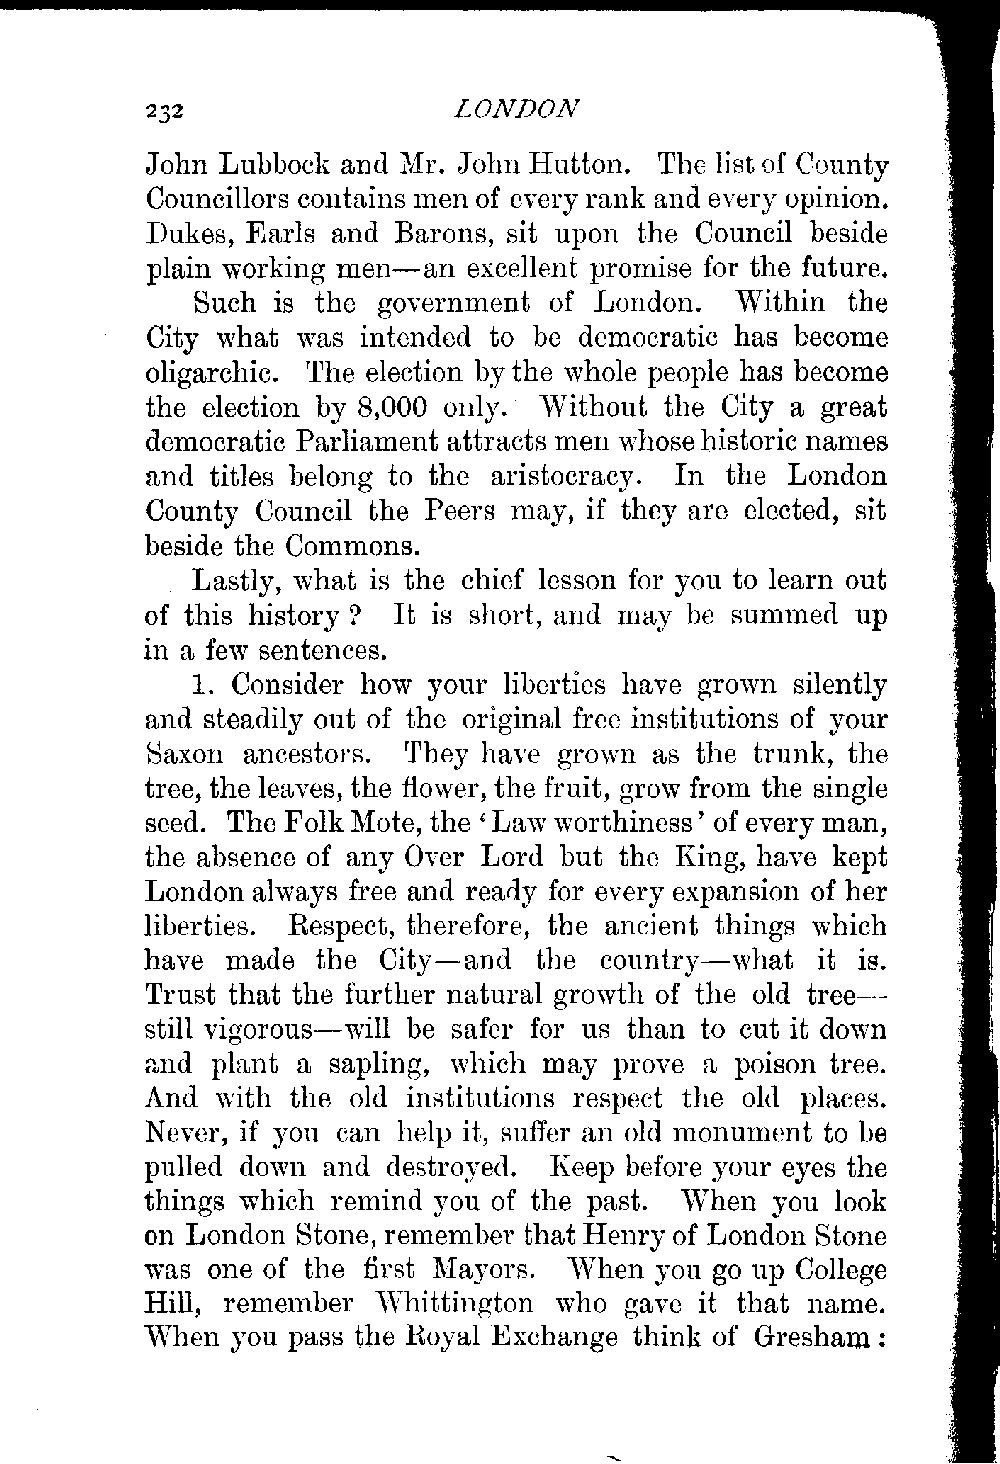 232 LONDON
John Lubbock and Mr. John Hutton. The list of County
Councillors contains men of every rank and every opinion.
Dukes, Earls and Barons, sit upon the Council beside
plain working men—an excellent promise for the future.
Such is the government of London. Within the
City what was intended to be democratic has become
oligarchic. The election by the whole people has become
the election by 8,000 only. Without the City a great
democratic Parliament attracts men whose historic names
and titles belong to the aristocracy. In the London
County Council the Peers may, if they are elected, sit
beside the Commons.
Lastly, what is the chief lesson for you to learn out
of this history? It is short, and may be summed up
in a few sentences.
1. Consider how your liberties have grown silently
and steadily out of the original free institutions of your
Saxon ancestors. They have grown as the trunk, the
tree, the leaves, the flower, the fruit, grow from the single
seed. The Folk Mote, the 'Law worthiness' of every man,
the absence of any Over Lord but the King, have kept
London always free and ready for every expansion of her
liberties. Respect, therefore, the ancient things which
have made the City—and the country—what it is.
Trust that the further natural growth of the old tree—
still vigorous—will be safer for us than to cut it down
and plant a sapling, which may prove a poison tree.
And with the old institutions respect the old places.
Never, if you can help it, suffer an old monument to be
pulled down and destroyed. Keep before your eyes the
things which remind you of the past. When you look
on London Stone, remember that Henry of London Stone
was one of the first Mayors. When you go up College
Hill, remember Whittington who gave it that name.
When you pass the Royal Exchange think of Gresham: